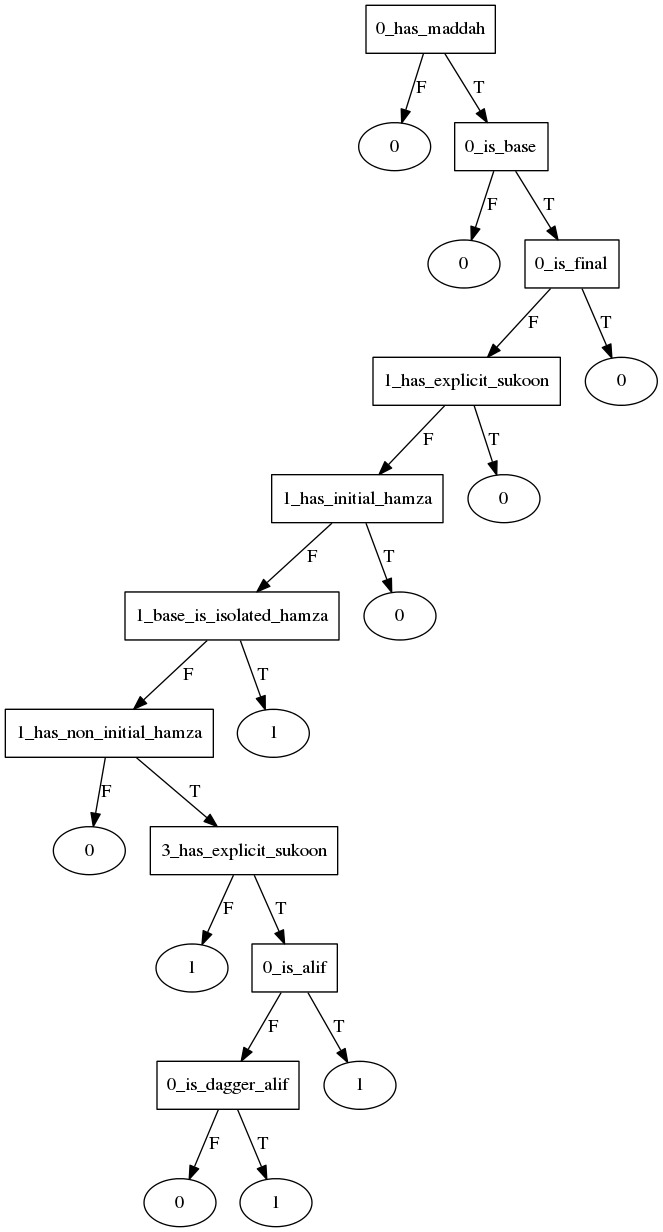 0_has_maddah
F
T
0
0_is_base
F
T
0
0_is_final
F
T
1_has_explicit_sukoon
0
F
T
1_has_initial_hamza
0
F
T
1_base_is_isolated_hamza
0
F
T
1_has_non_initial_hamza
1
F
T
0
3_has_explicit_sukoon
F
T
1
0_is_alif
F
T
0_is_dagger_alif
1
F
T
0
1